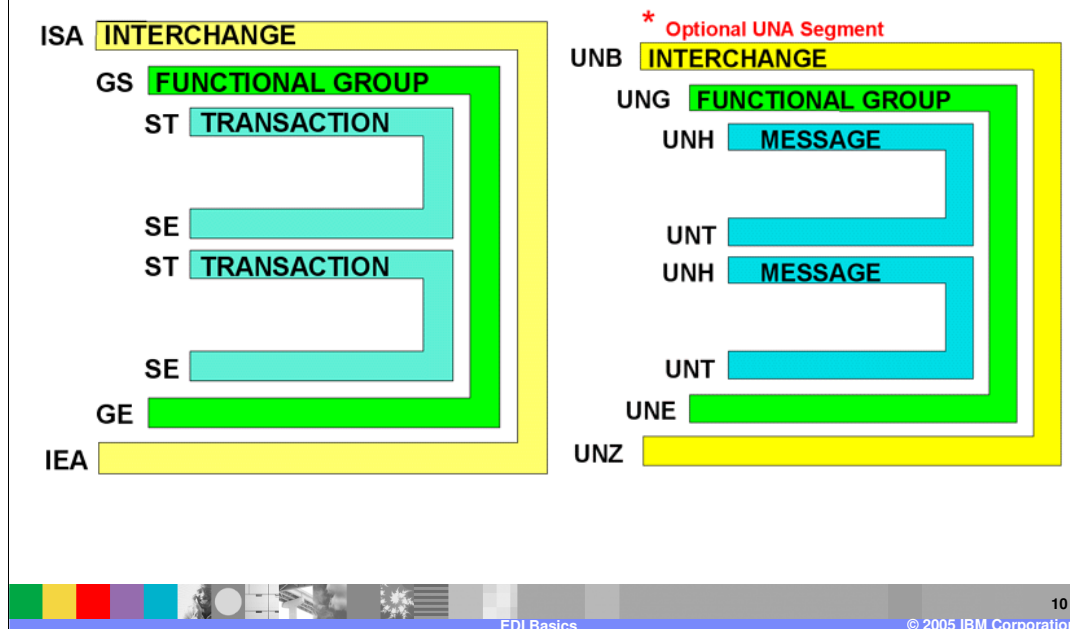 ISA INTERCHANGE
GS FUNCTIONAL GROUP
ST TRANSACTION
SE
ST TRANSACTION
SE
GE
IEA
* Optional UNA Segment
UNB INTERCHANGE
UNG FUNCTIONAL GROUP
UNH MESSAGE
UNT
UNH MESSAGE
UNT
UNE
UNZ
10
EDI Basics
© 2005 IBM Corporation